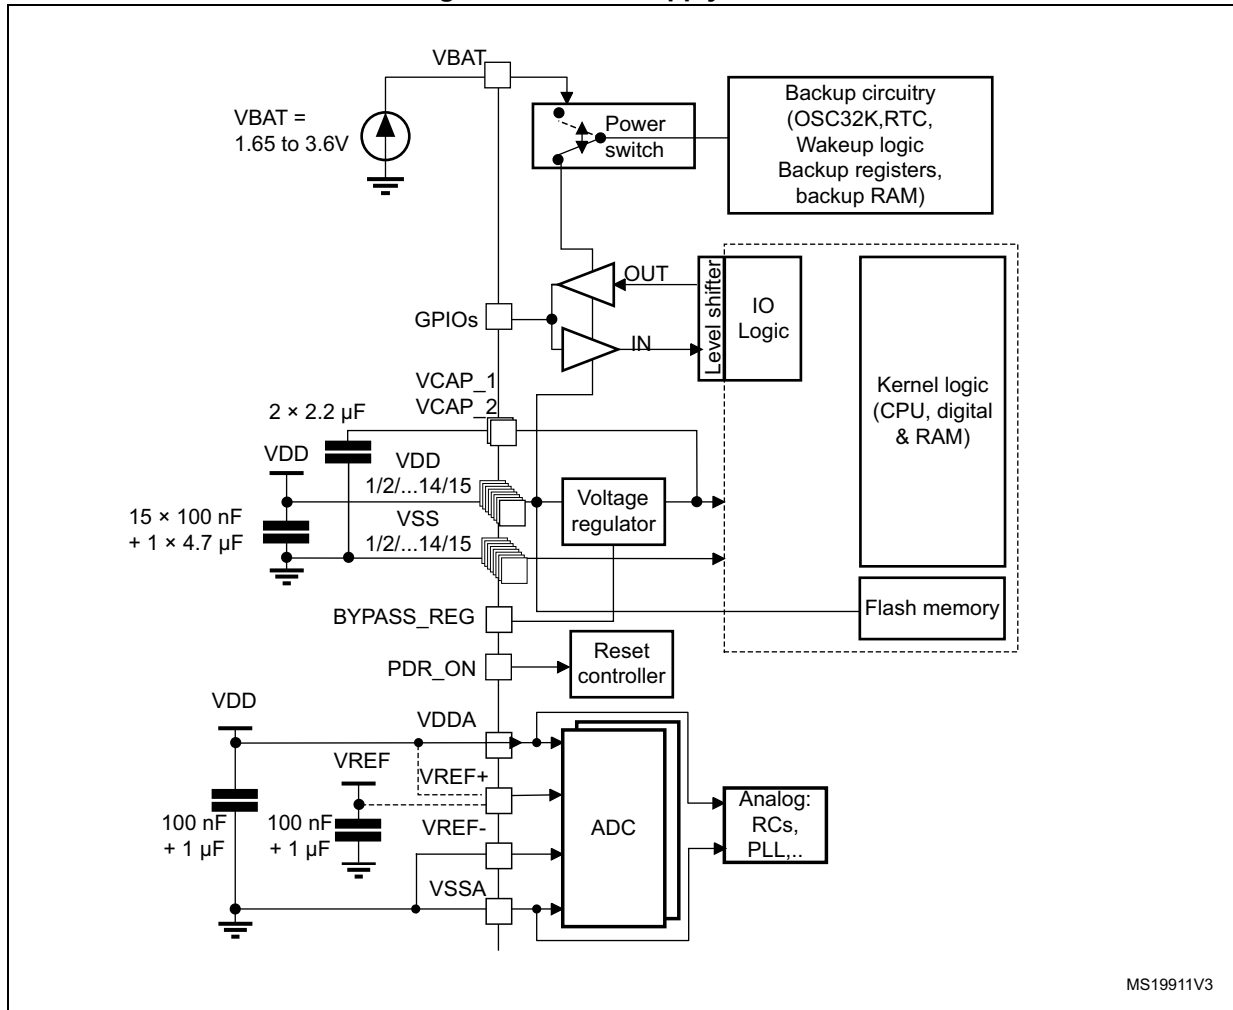 VBAT
VBAT =
1.65 to 3.6V
Power
switch
Backup circuitry
(OSC32K,RTC,
Wakeup logic
Backup registers,
backup RAM)
OUT
GPIOs
IN
Level shifter
IO
Logic
Kernel logic
(CPU, digital
& RAM)
VCAP_1
VCAP_2
2 × 2.2 μF
VDD
VDD
1/2/...14/15
15 × 100 nF
+ 1 × 4.7 μF
VSS
1/2/...14/15
Voltage
regulator
Flash memory
BYPASS_REG
PDR_ON
Reset
controller
VDD
VDDA
VREF
VREF+
100 nF
+ 1 μF
100 nF
+ 1 μF
VREF-
VSSA
ADC
Analog:
RCs,
PLL,..
MS19911V3